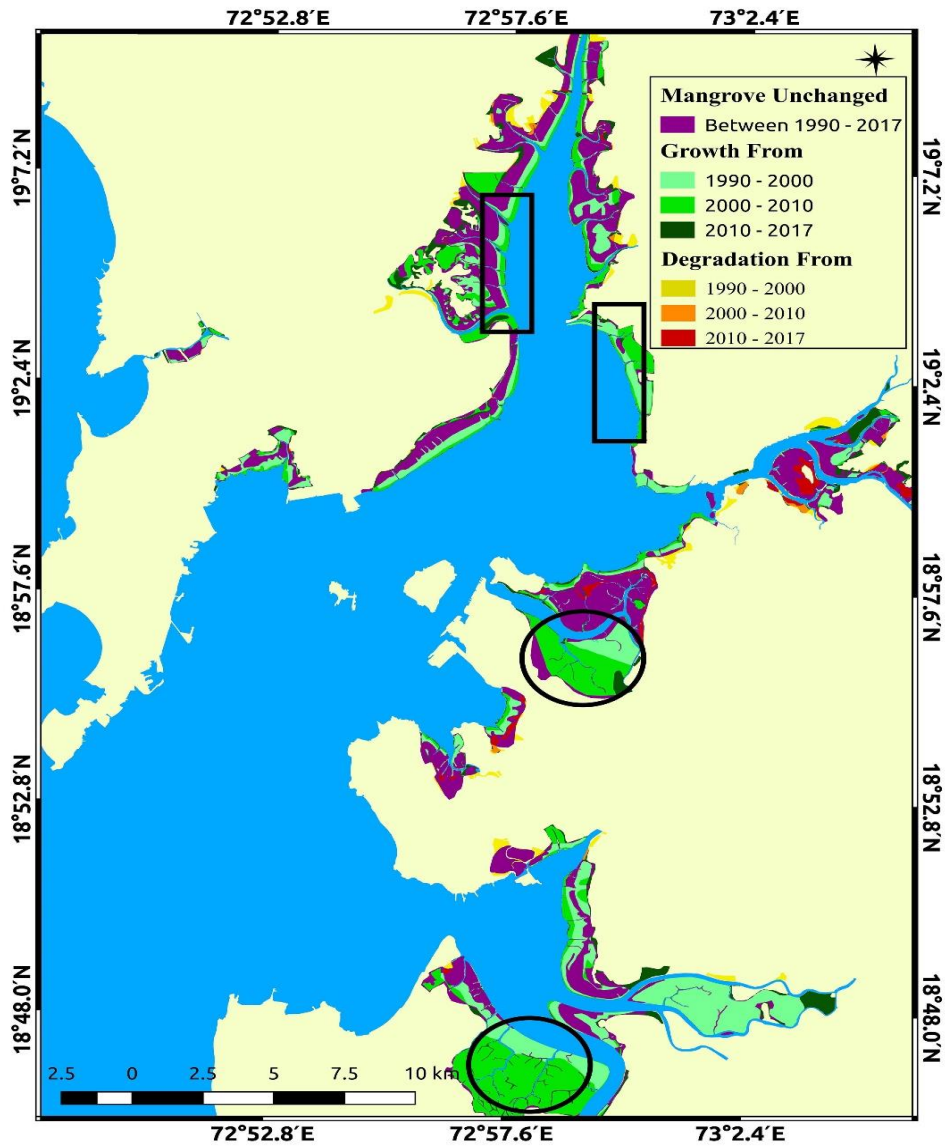 72°52.8′E 72°57.6′E 73°2.4′E
Mangrove Unchanged
Between 1990 - 2017
Growth From
1990 - 2000
2000 - 2010
2010 - 2017
Degradation From
1990 - 2000
2000 - 2010
2010 - 2017
19°7.2′N
19°2.4′N
18°57.6′N
18°52.8′N
18°48.0′N
19°7.2′N
19°2.4′N
18°57.6′N
18°52.8′N
18°48.0′N
2.5 0 2.5 5 7.5 10 km
72°52.8′E 72°57.6′E 73°2.4′E